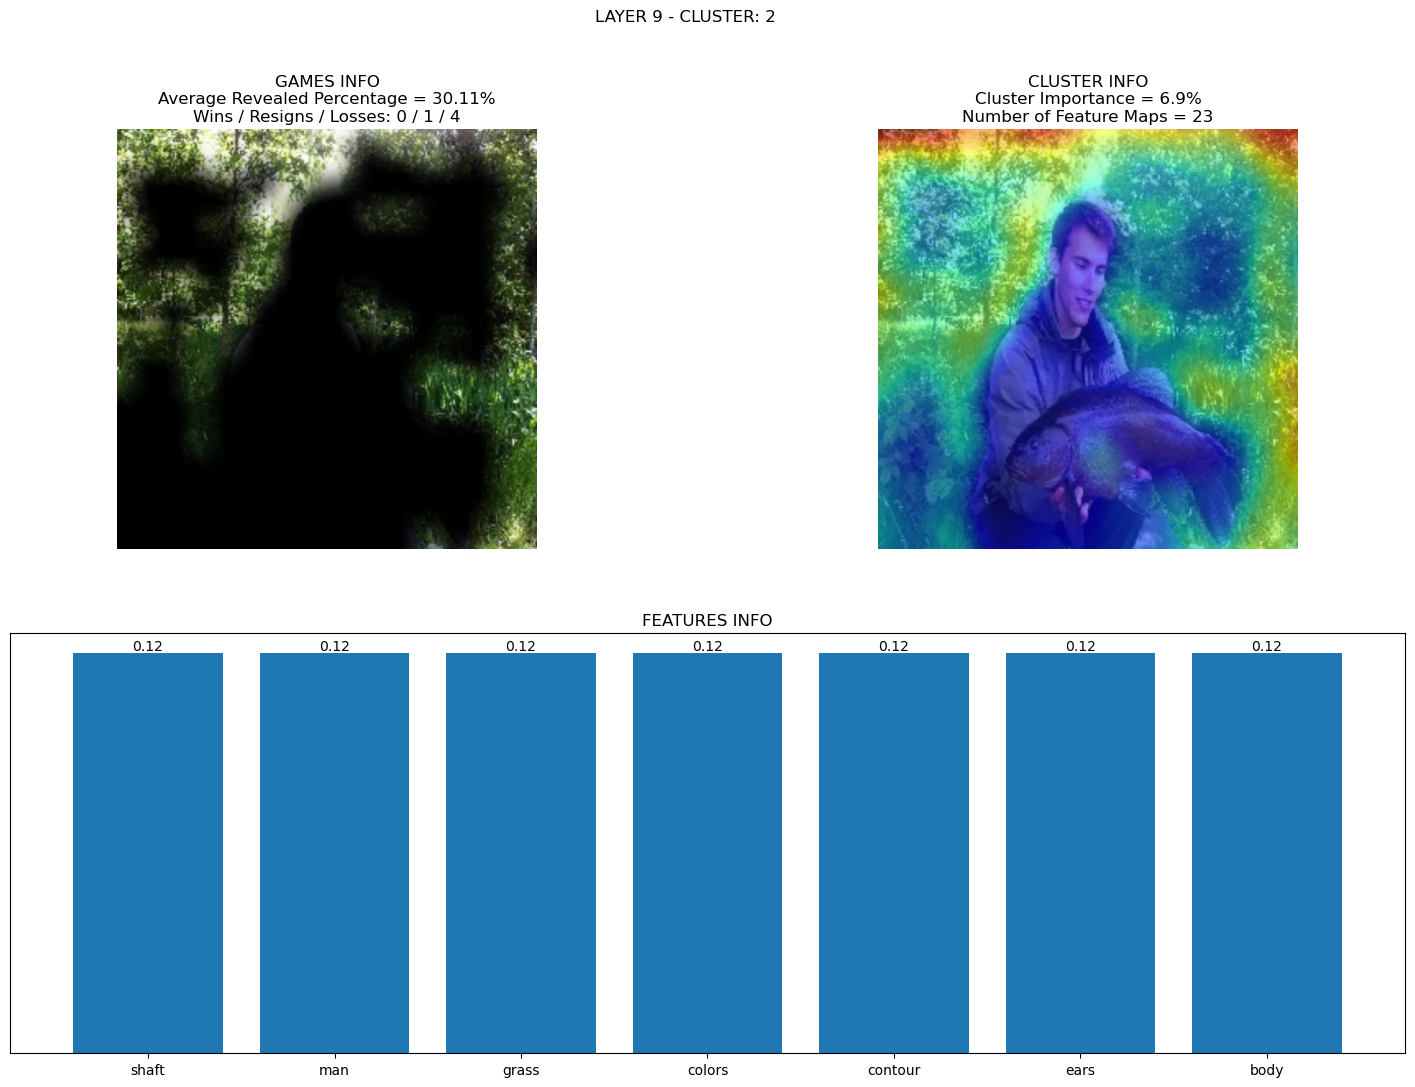 LAYER 9 - CLUSTER: 2
GAMES INFO
Average Revealed Percentage = 30.11%
Wins / Resigns / Losses: 0 / 1 / 4
CLUSTER INFO
Cluster Importance = 6.9%
Number of Feature Maps = 23
FEATURES INFO
0.12 0.12 0.12 0.12 0.12 0.12 0.12
shaft man grass colors contour ears body